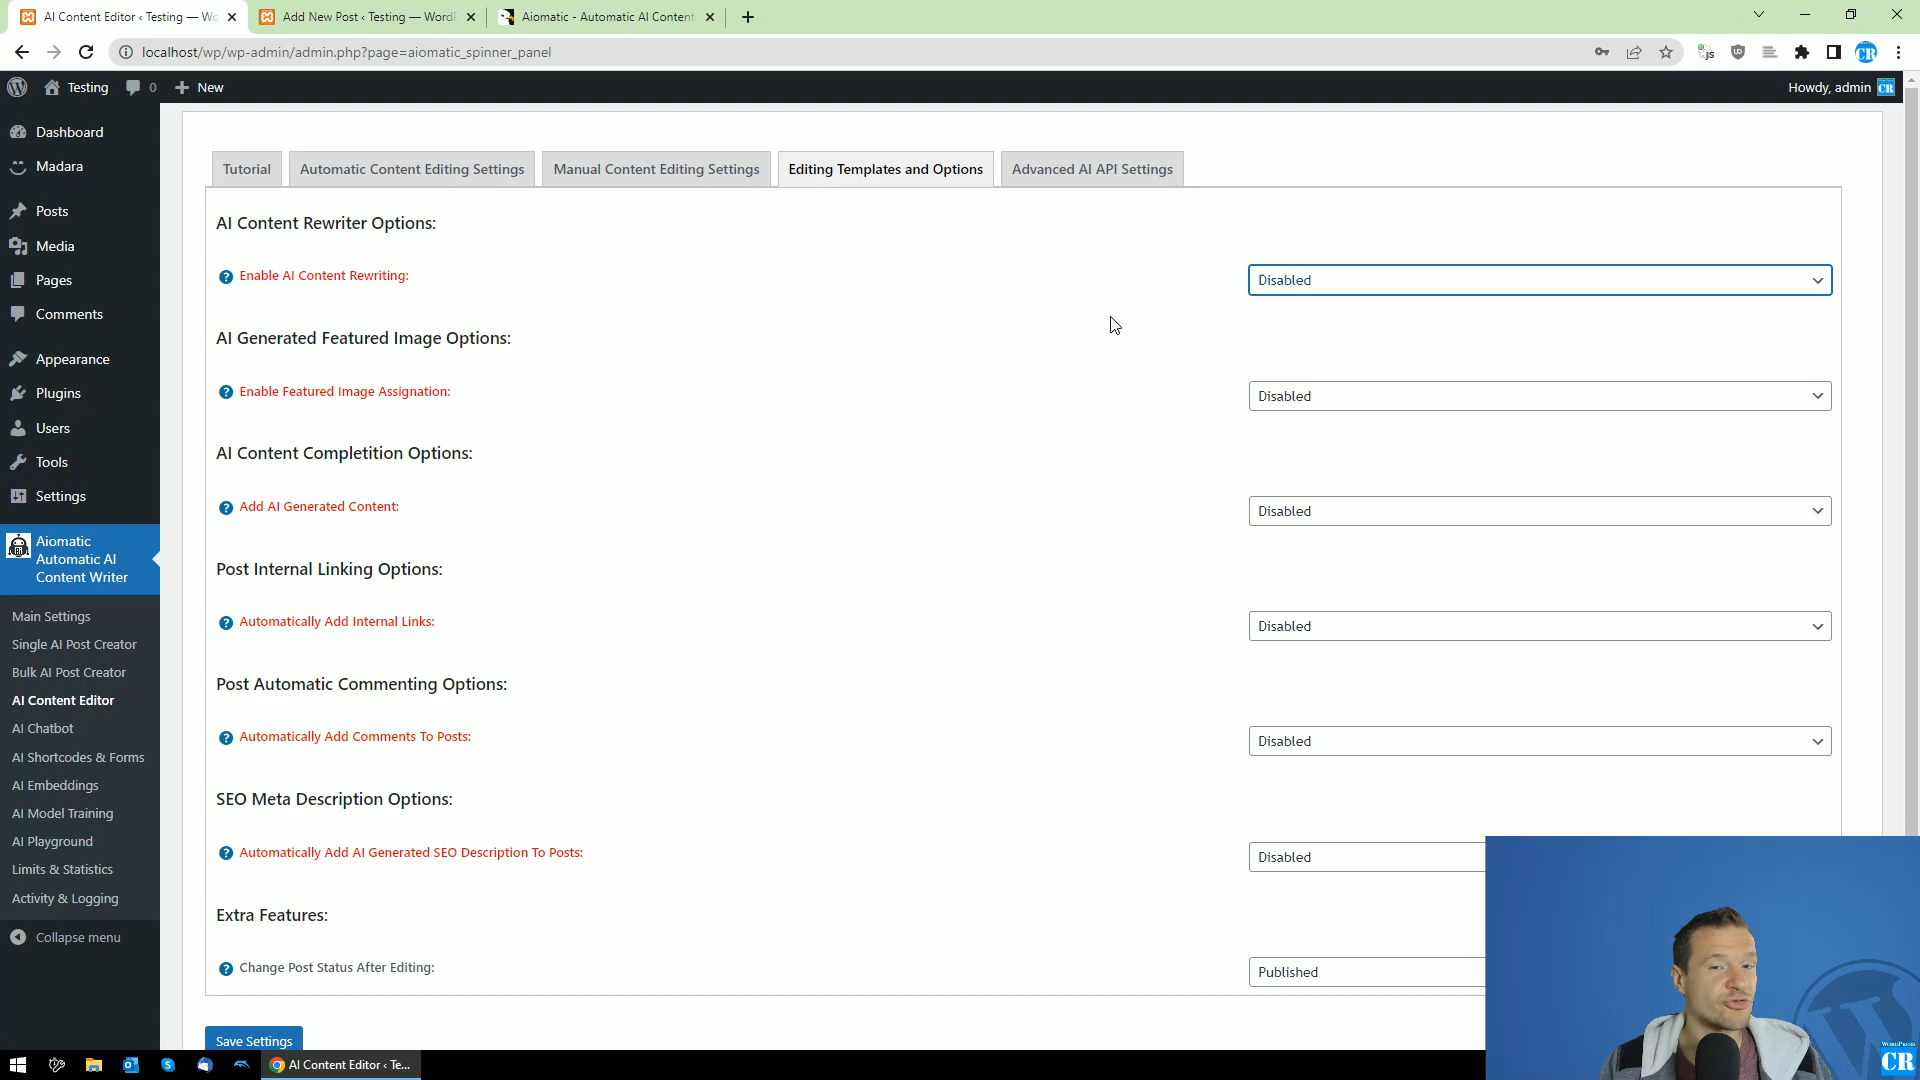 AI Content Editor ‹ Testing — Wo
Add New Post ‹ Testing — WordP
Aiomatic - Automatic AI Content
localhost/wp/wp-admin/admin.php?page=aiomatic_spinner_panel
Testing
0
New
Howdy, admin
CR
Dashboard
Madara
Posts
Media
Pages
Comments
Appearance
Plugins
Users
Tools
Settings
Aiomatic
Automatic AI
Content Writer
Main Settings
Single AI Post Creator
Bulk AI Post Creator
AI Content Editor
AI Chatbot
AI Shortcodes & Forms
AI Embeddings
AI Model Training
AI Playground
Limits & Statistics
Activity & Logging
Collapse menu
Tutorial
Automatic Content Editing Settings
Manual Content Editing Settings
Editing Templates and Options
Advanced AI API Settings
AI Content Rewriter Options:
Enable AI Content Rewriting:
Disabled
AI Generated Featured Image Options:
Enable Featured Image Assignation:
Disabled
AI Content Completition Options:
Add AI Generated Content:
Disabled
Post Internal Linking Options:
Automatically Add Internal Links:
Disabled
Post Automatic Commenting Options:
Automatically Add Comments To Posts:
Disabled
SEO Meta Description Options:
Automatically Add AI Generated SEO Description To Posts:
Disabled
Extra Features:
Change Post Status After Editing:
Published
Save Settings
AI Content Editor ‹ Te...
WORDPRESS
CR